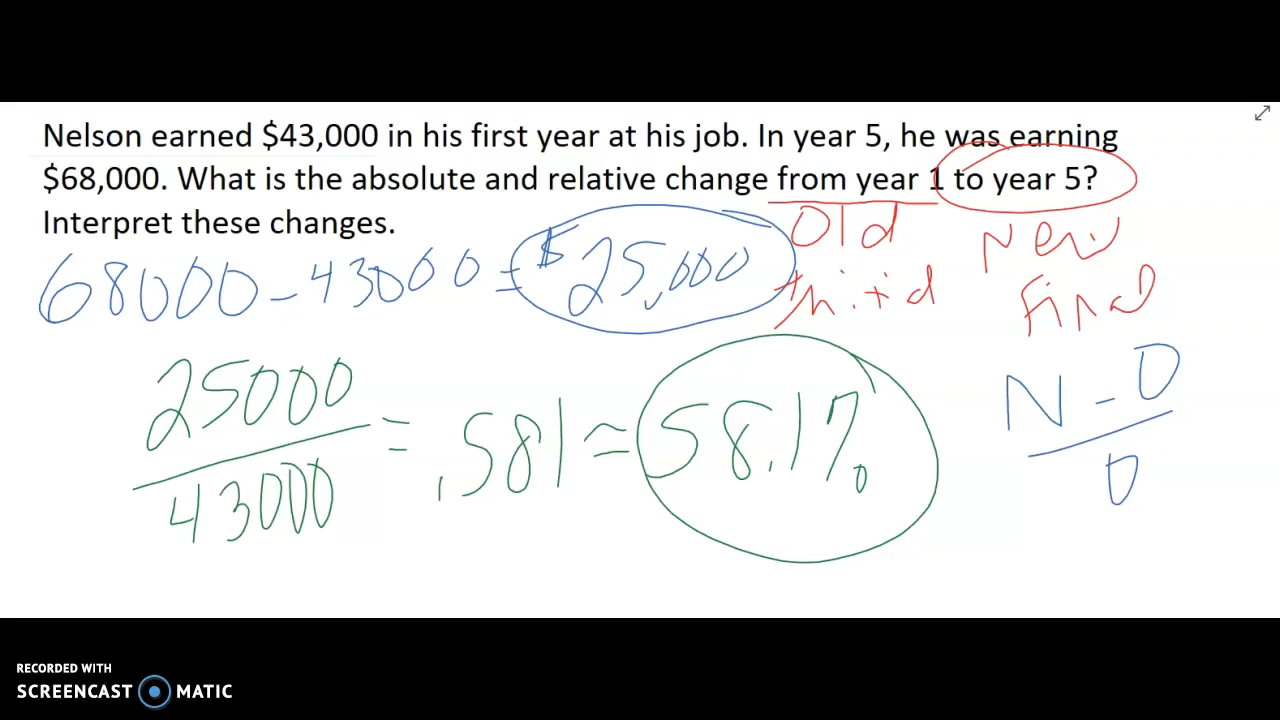 Nelson earned $43,000 in his first year at his job. In year 5, he was earning
$68,000. What is the absolute and relative change from year 1 to year 5?
Interpret these changes.
Old New
68000 - 43000 = $25,000
Initial Final
25000
43000
= .581 ≈ 58.1%
N - O
O
RECORDED WITH
SCREENCAST MATIC